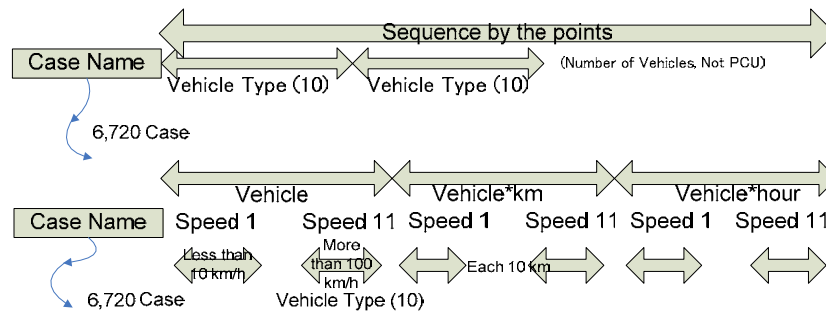 Sequence by the points
Case Name
Vehicle Type (10)
Vehicle Type (10)
(Number of Vehicles, Not PCU)
6,720 Case
Vehicle
Vehicle*km
Vehicle*hour
Case Name
Speed 1
Speed 11
Speed 1
Speed 11
Speed 1
Speed 11
Less than
10 km/h
More
than 100
km/h
Each 10 km
6,720 Case
Vehicle Type (10)